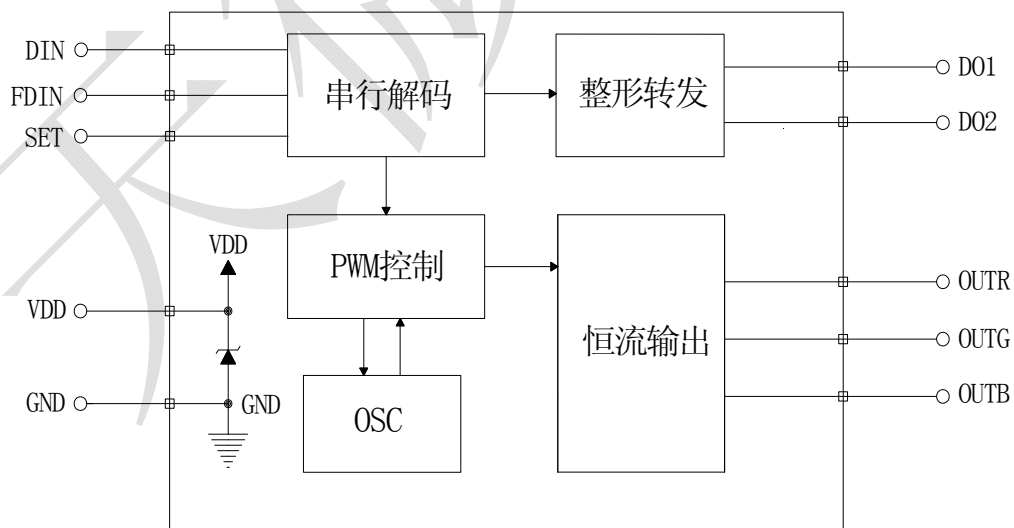 DIN
FDIN
SET
串行解码
整形转发
DO1
DO2
VDD
PWM控制
OUTR
VDD
恒流输出
OUTG
OUTB
GND
GND
OSC